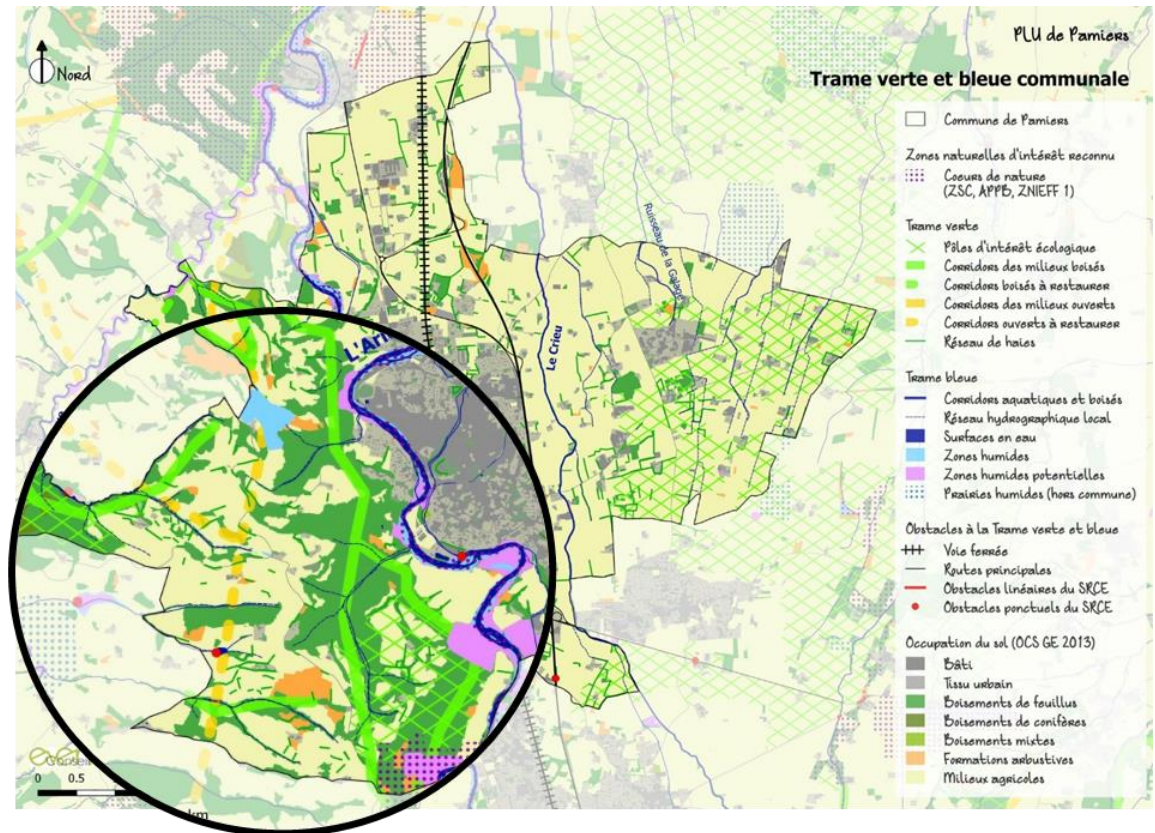 PLU de Pamiers
Trame verte et bleue communale
Nord
Commune de Pamiers
Zones naturelles d'intérêt reconnu
Coeurs de nature
(ZSC, APPB, ZNIEFF 1)
Trame verte
Pôles d'intérêt écologique
Corridors des milieux boisés
Corridors boisés à restaurer
Corridors des milieux ouverts
Corridors ouverts à restaurer
Réseau de haies
Trame bleue
Corridors aquatiques et boisés
Réseau hydrographique local
Surfaces en eau
Zones humides
Zones humides potentielles
Prairies humides (hors commune)
Obstacles à la Trame verte et bleue
Voie ferrée
Routes principales
Obstacles linéaires du SRCE
Obstacles ponctuels du SRCE
Occupation du sol (OCS GE 2013)
Bâti
Tissu urbain
Boisements de feuillus
Boisements de conifères
Boisements mixtes
Formations arbustives
Milieux agricoles
Ruisseau de la Galage
Le Crieu
L'Ari
Conseil
0 0.5
km